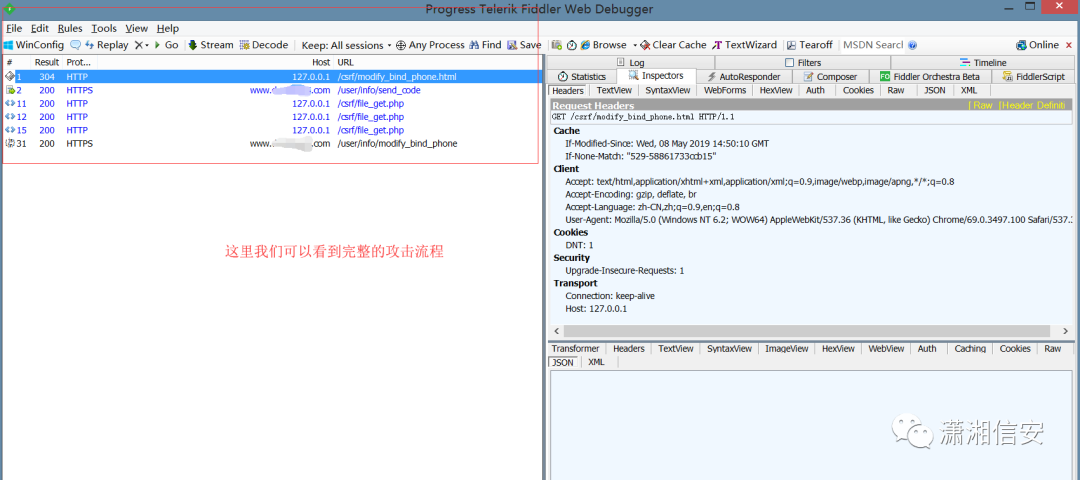 Progress Telerik Fiddler Web Debugger
File Edit Rules Tools View Help
WinConfig Replay Go Stream Decode Keep: All sessions Any Process Find Save Browse Clear Cache TextWizard Tearoff MSDN Search Online
# Result Prot... Host URL
1 304 HTTP 127.0.0.1 /csrf/modify_bind_phone.html
2 200 HTTPS www.d .com /user/info/send_code
11 200 HTTP 127.0.0.1 /csrf/file_get.php
12 200 HTTP 127.0.0.1 /csrf/file_get.php
15 200 HTTP 127.0.0.1 /csrf/file_get.php
31 200 HTTPS www. .com /user/info/modify_bind_phone
这里我们可以看到完整的攻击流程
Log Filters Timeline
Statistics Inspectors AutoResponder Composer FO Fiddler Orchestra Beta FiddlerScript
Headers TextView SyntaxView WebForms HexView Auth Cookies Raw JSON XML
Request Headers [ Raw [Header Definiti
GET /csrf/modify_bind_phone.html HTTP/1.1
Cache
If-Modified-Since: Wed, 08 May 2019 14:50:10 GMT
If-None-Match: "529-58861733ccb15"
Client
Accept: text/html,application/xhtml+xml,application/xml;q=0.9,image/webp,image/apng,*/*;q=0.8
Accept-Encoding: gzip, deflate, br
Accept-Language: zh-CN,zh;q=0.9,en;q=0.8
User-Agent: Mozilla/5.0 (Windows NT 6.2; WOW64) AppleWebKit/537.36 (KHTML, like Gecko) Chrome/69.0.3497.100 Safari/537.
Cookies
DNT: 1
Security
Upgrade-Insecure-Requests: 1
Transport
Connection: keep-alive
Host: 127.0.0.1
Transformer Headers TextView SyntaxView ImageView HexView WebView Auth Caching Cookies Raw
JSON XML
潇湘信安